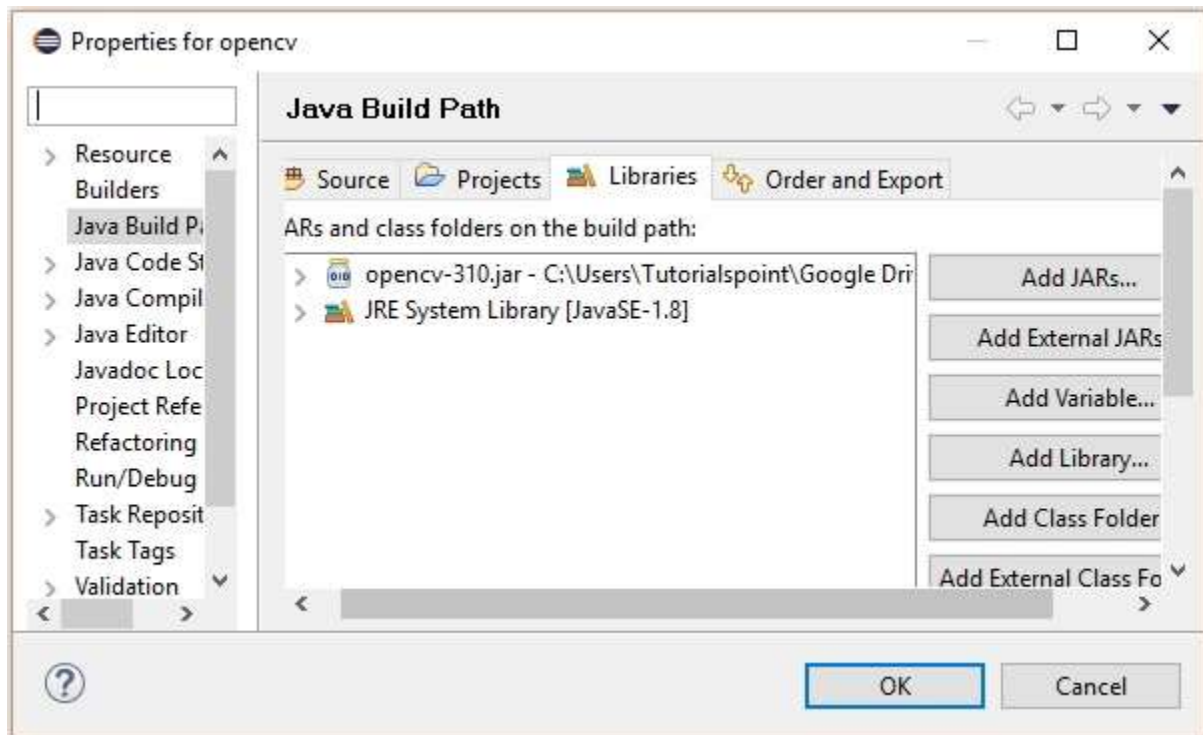 Properties for opencv
Java Build Path
Resource
Builders
Java Build Pa
Java Code St
Java Compil
Java Editor
Javadoc Loc
Project Refe
Refactoring
Run/Debug
Task Reposit
Task Tags
Validation
Source Projects Libraries Order and Export
ARs and class folders on the build path:
opencv-310.jar - C:\Users\Tutorialspoint\Google Dri
JRE System Library [JavaSE-1.8]
Add JARs...
Add External JARs
Add Variable...
Add Library...
Add Class Folder
Add External Class Fo
OK
Cancel